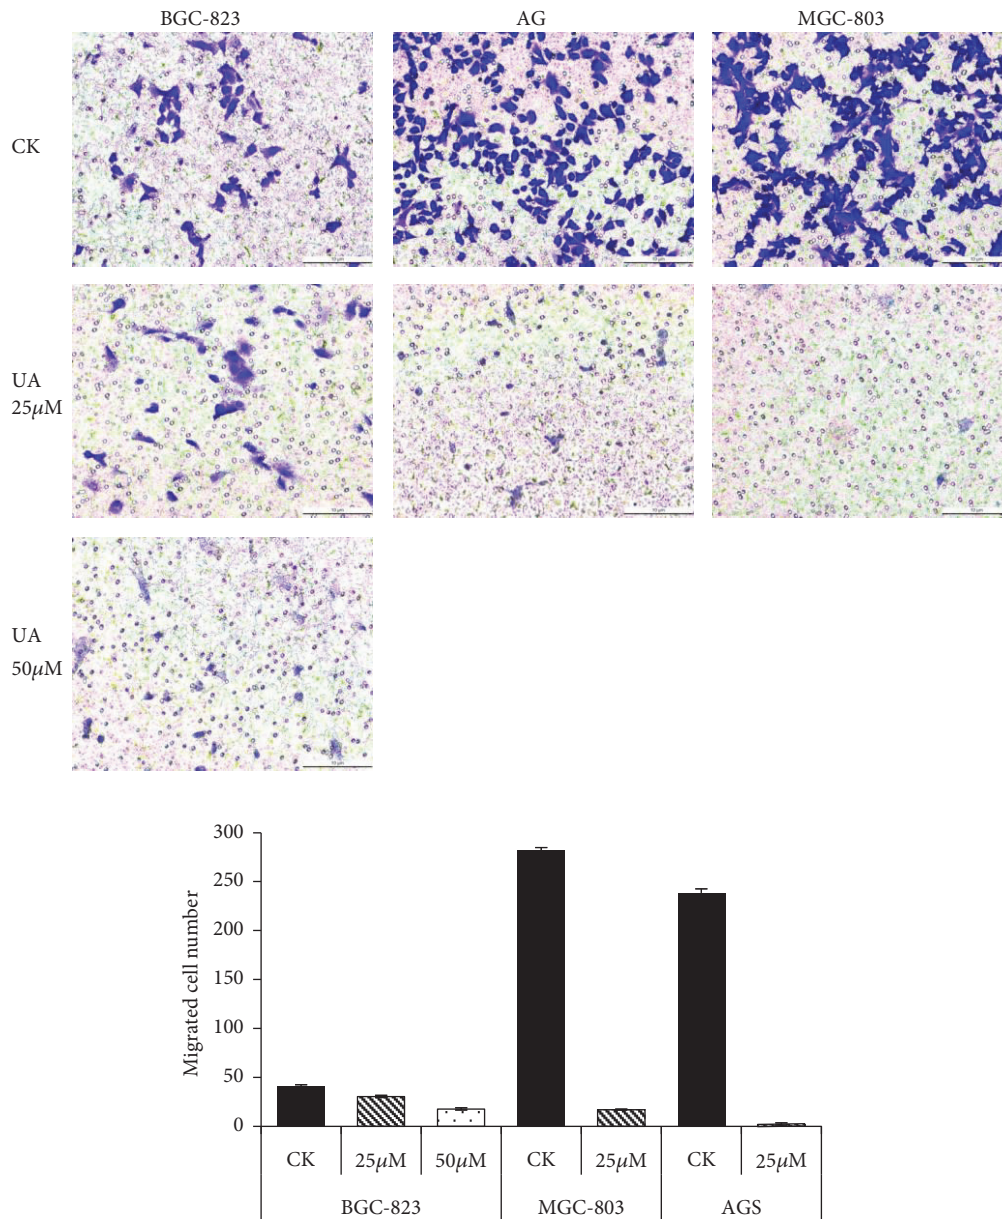 BGC-823 AG MGC-803
CK
UA
25μM
UA
50μM
Migrated cell number
300
250
200
150
100
50
0
CK 25μM 50μM CK 25μM CK 25μM
BGC-823 MGC-803 AGS